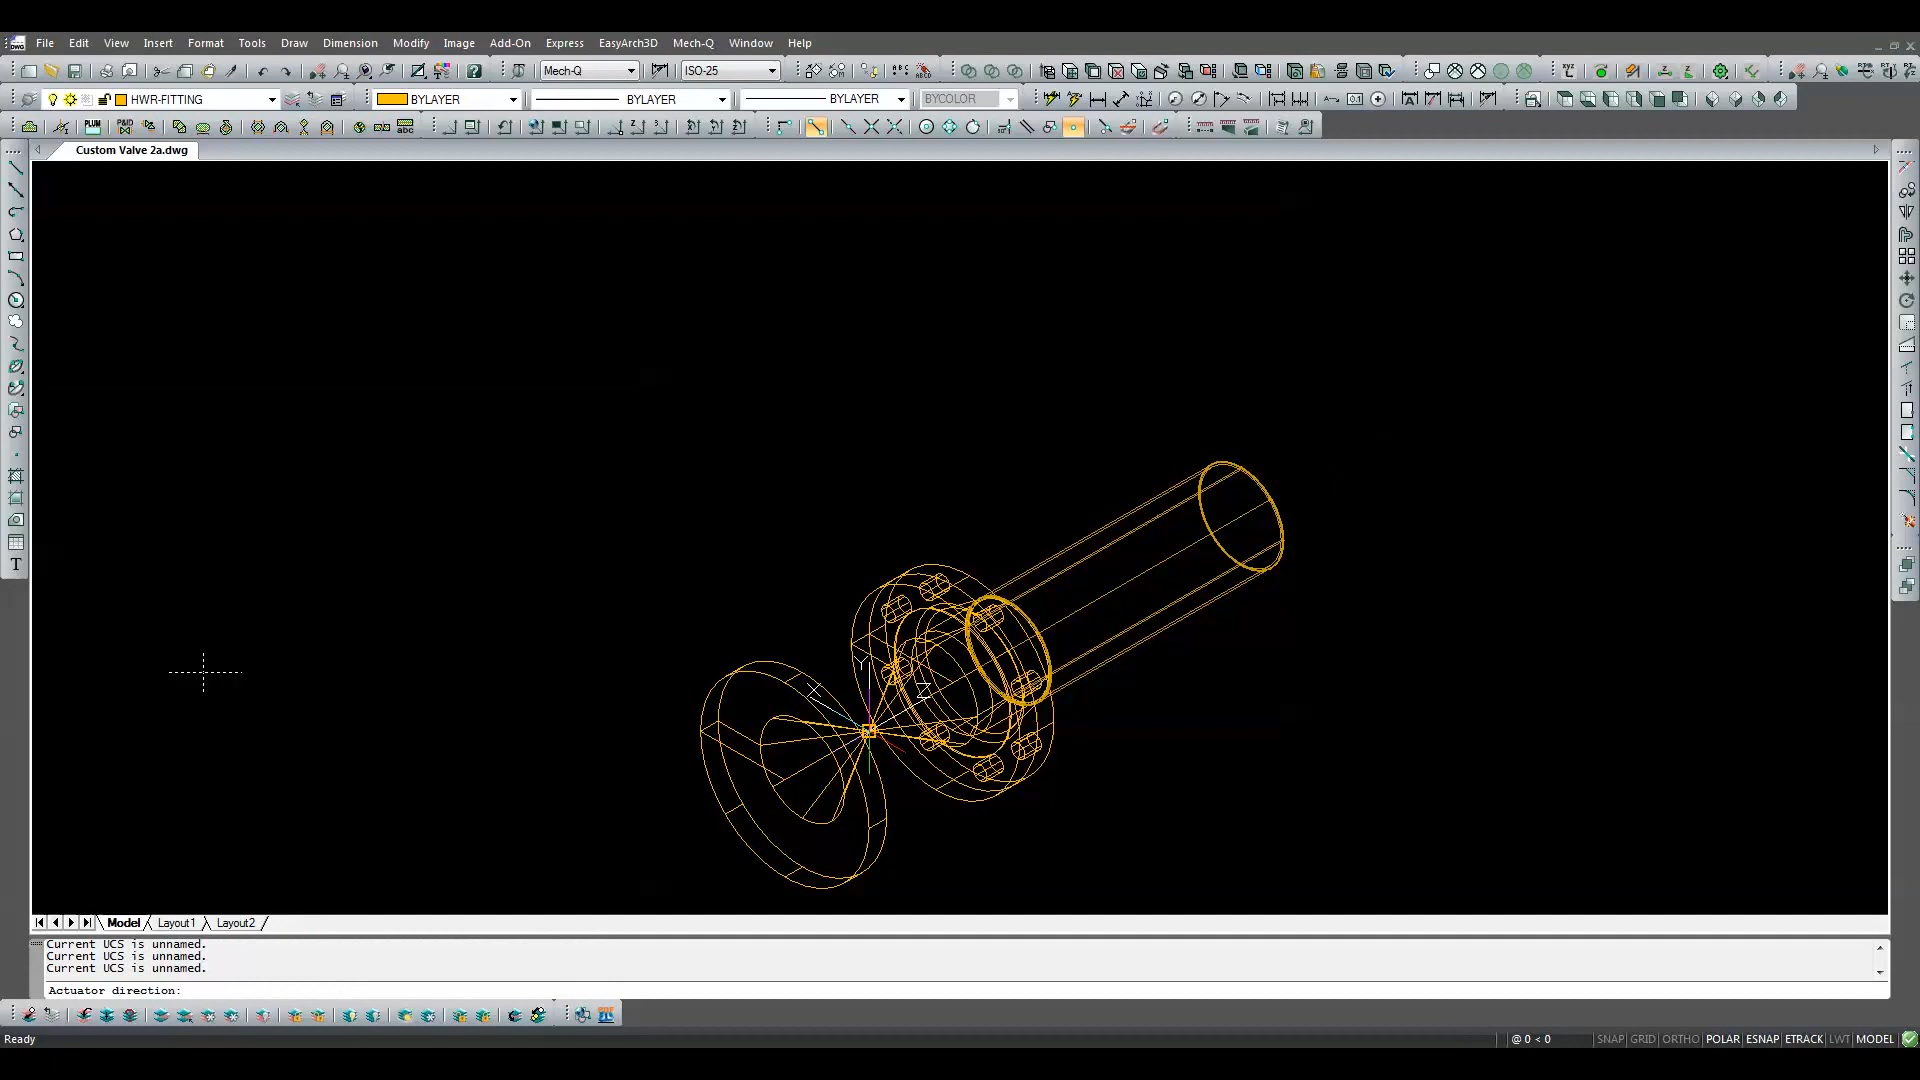 File Edit View Insert Format Tools Draw Dimension Modify Image Add-On Express EasyArch3D Mech-Q Window Help
Mech-Q ISO-25
HWR-FITTING BYLAYER BYLAYER BYLAYER BYCOLOR
PLUM P&ID abc
Custom Valve 2a.dwg
Y
X Z
Model Layout1 Layout2
Current UCS is unnamed.
Current UCS is unnamed.
Current UCS is unnamed.
Actuator direction:
Ready @ 0 < 0 SNAP GRID ORTHO POLAR ESNAP ETRACK LWT MODEL